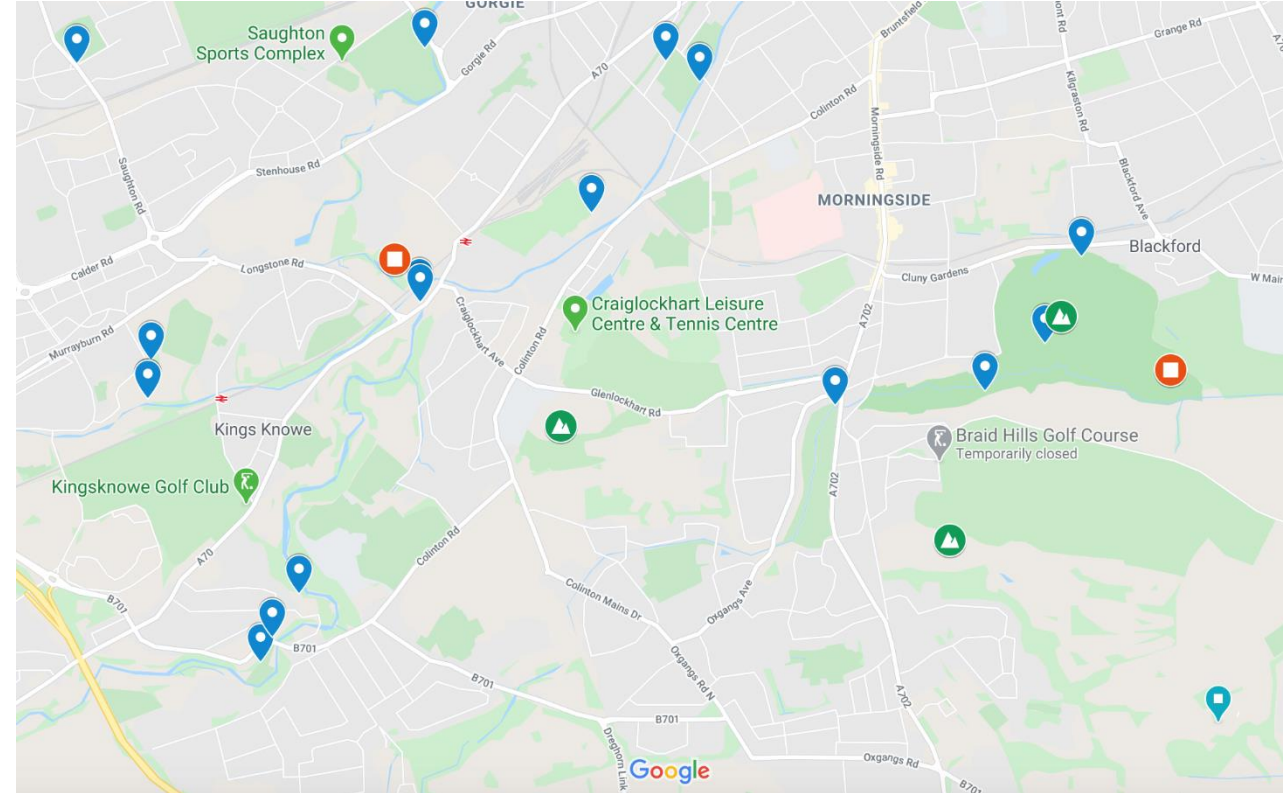 GORGIE
Saughton
Sports Complex
Gorgie Rd
A70
Bruntsfield
Grange Rd
Kilgraston Rd
Colinton Rd
Saughton Rd
Stenhouse Rd
Morningside Rd
Blackford Ave
MORNINGSIDE
Blackford
Calder Rd
Longstone Rd
Cluny Gardens
W Main
Craiglockhart Leisure
Centre & Tennis Centre
A702
Murrayburn Rd
Craiglockhart Ave
Colinton Rd
Glenlockhart Rd
Kings Knowe
Braid Hills Golf Course
Temporarily closed
Kingsknowe Golf Club
A702
A70
Colinton Rd
B701
Colinton Mains Dr
Oxgangs Ave
B701
B701
Oxgangs Rd N
A702
B701
Dreghorn Link
Google
Oxgangs Rd
B701